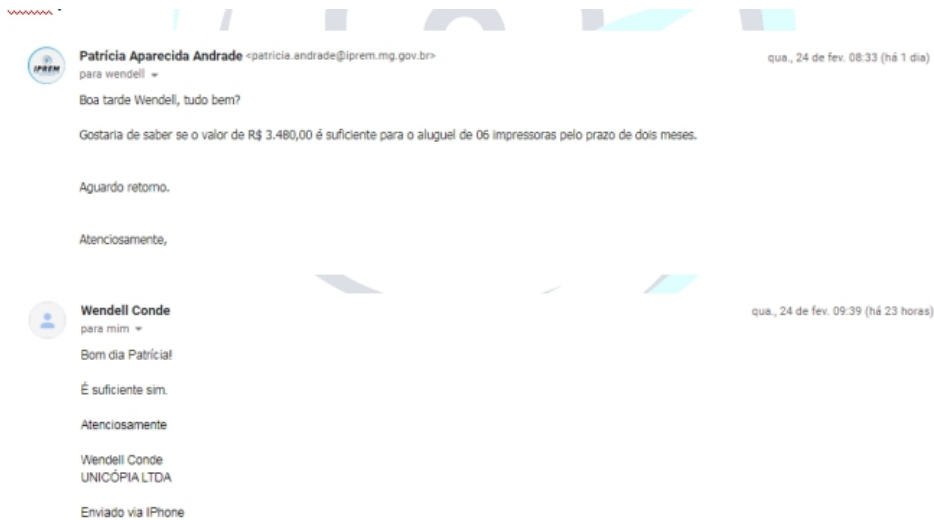 Patrícia Aparecida Andrade <patricia.andrade@iprem.mg.gov.br>
qua., 24 de fev. 08:33 (há 1 dia)
IPREM
para wendell
Boa tarde Wendell, tudo bem?
Gostaria de saber se o valor de R$ 3.480,00 é suficiente para o aluguel de 06 impressoras pelo prazo de dois meses.
Aguardo retorno.
Atenciosamente,
Wendell Conde
qua., 24 de fev. 09:39 (há 23 horas)
para mim
Bom dia Patrícia!
É suficiente sim.
Atenciosamente
Wendell Conde
UNICÓPIA LTDA
Enviado via IPhone